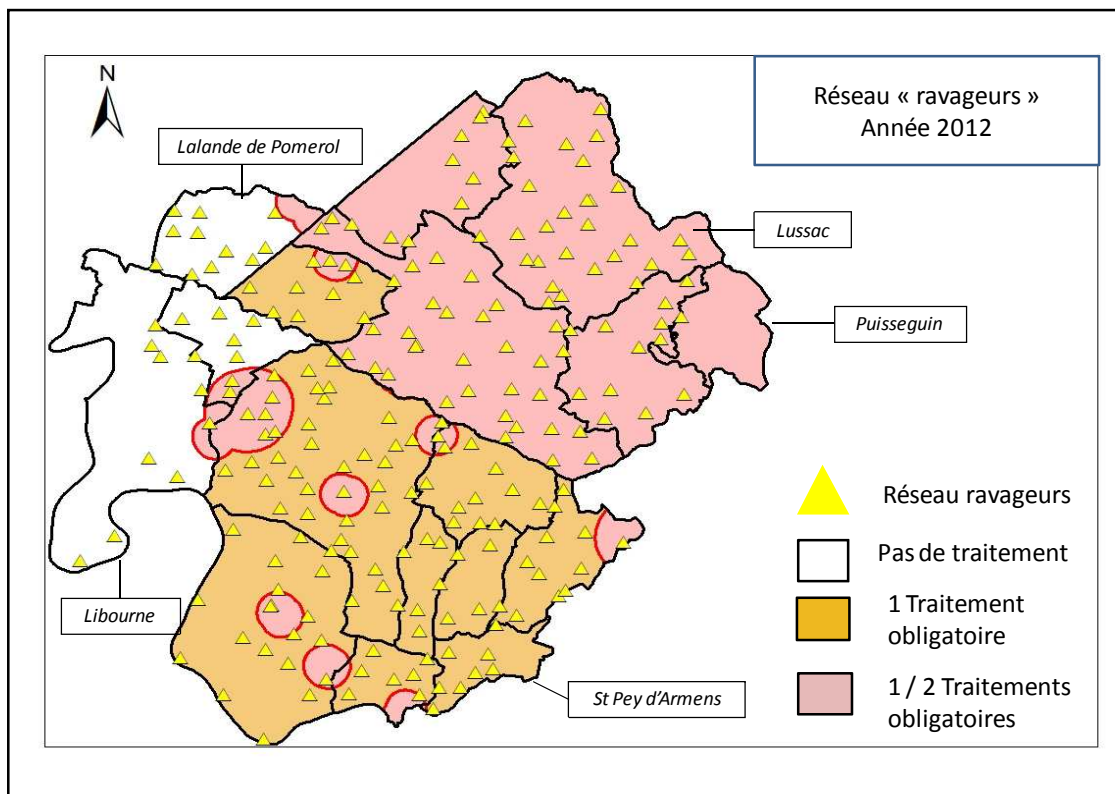 Réseau « ravageurs »
Année 2012
N
Lalande de Pomerol
Lussac
Puisseguin
Réseau ravageurs
Pas de traitement
1 Traitement
obligatoire
1 / 2 Traitements
obligatoires
Libourne
St Pey d'Armens